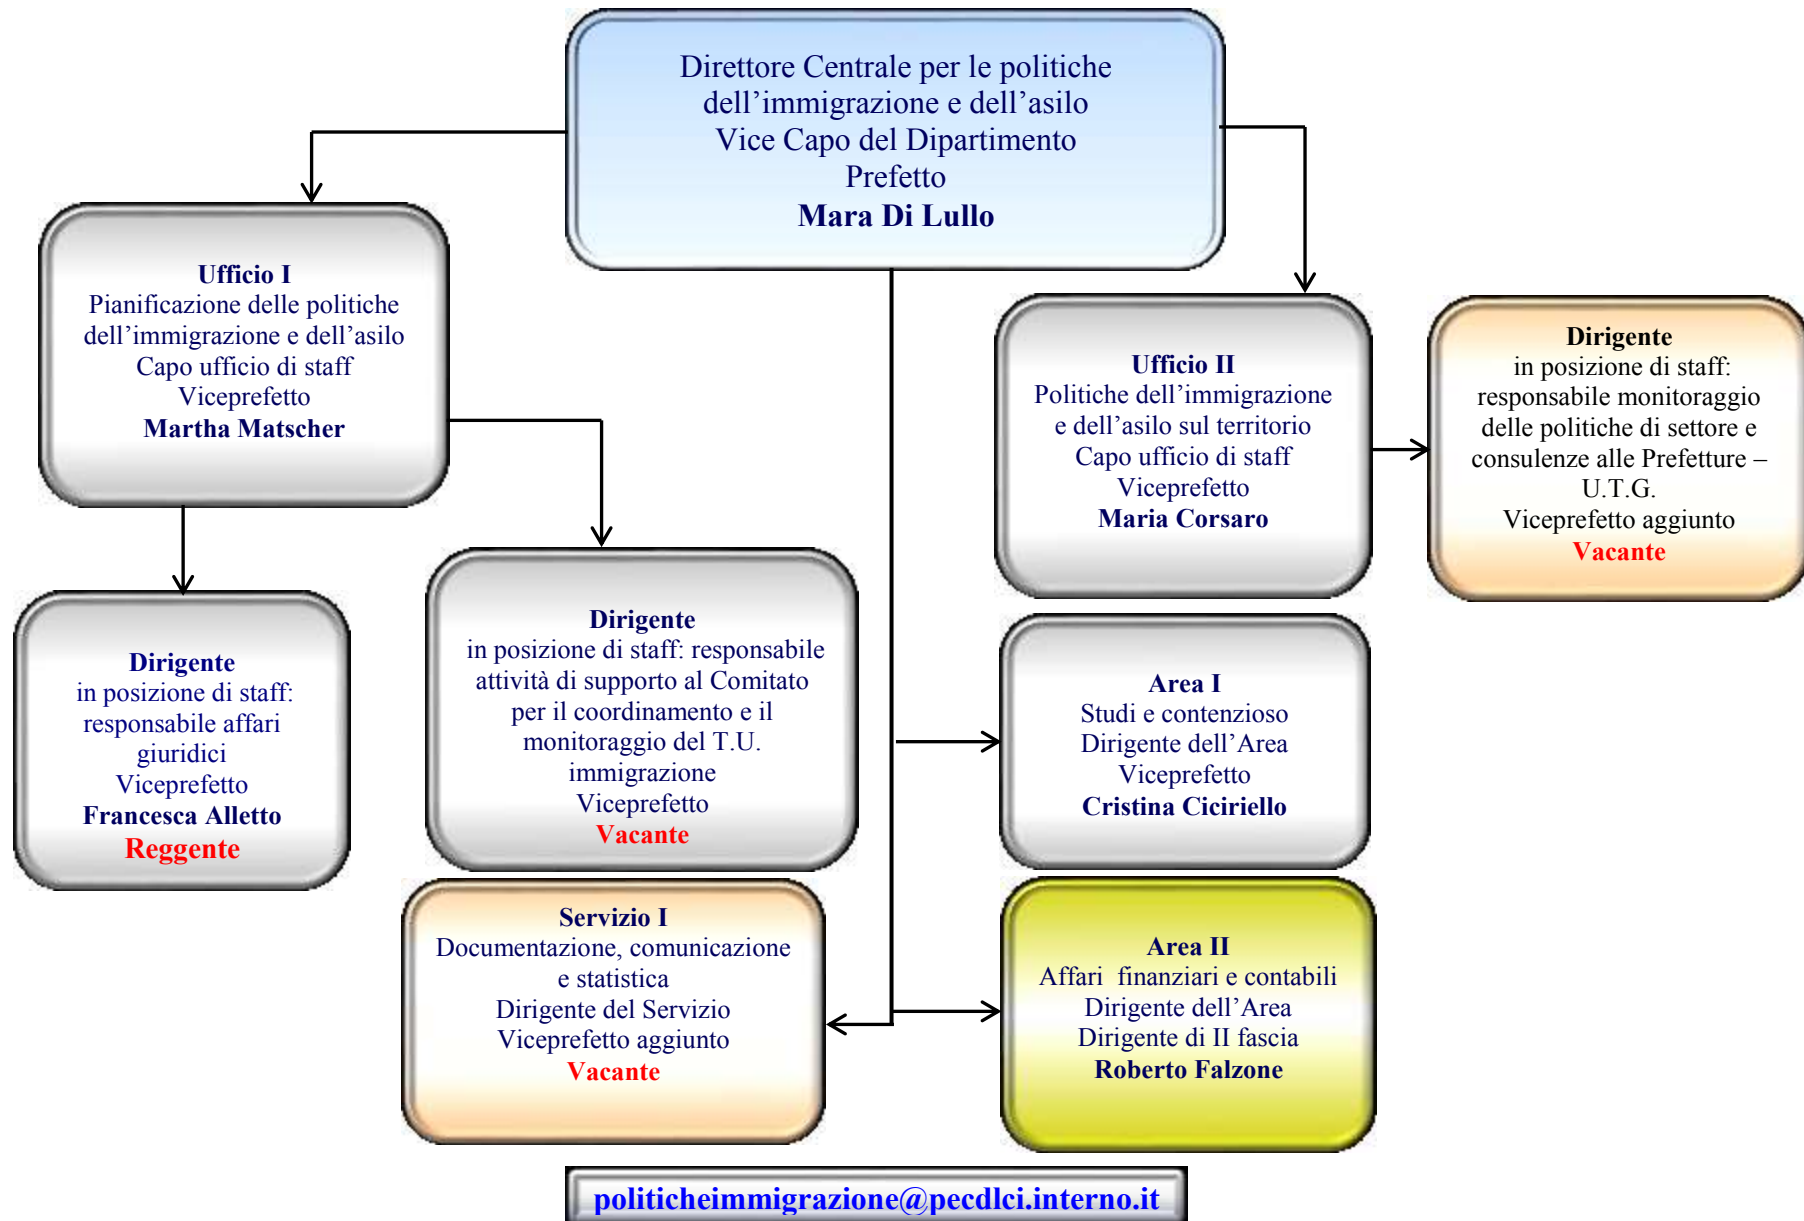 Direttore Centrale per le politiche
dell’immigrazione e dell’asilo
Vice Capo del Dipartimento
Prefetto
Mara Di Lullo
Ufficio I
Pianificazione delle politiche
dell’immigrazione e dell’asilo
Capo ufficio di staff
Viceprefetto
Martha Matscher
Ufficio II
Politiche dell’immigrazione
e dell’asilo sul territorio
Capo ufficio di staff
Viceprefetto
Maria Corsaro
Dirigente
in posizione di staff:
responsabile monitoraggio
delle politiche di settore e
consulenze alle Prefetture –
U.T.G.
Viceprefetto aggiunto
Vacante
Dirigente
in posizione di staff:
responsabile affari
giuridici
Viceprefetto
Francesca Alletto
Reggente
Dirigente
in posizione di staff: responsabile
attività di supporto al Comitato
per il coordinamento e il
monitoraggio del T.U.
immigrazione
Viceprefetto
Vacante
Area I
Studi e contenzioso
Dirigente dell’Area
Viceprefetto
Cristina Ciciriello
Servizio I
Documentazione, comunicazione
e statistica
Dirigente del Servizio
Viceprefetto aggiunto
Vacante
Area II
Affari finanziari e contabili
Dirigente dell’Area
Dirigente di II fascia
Roberto Falzone
politicheimmigrazione@pecdlci.interno.it